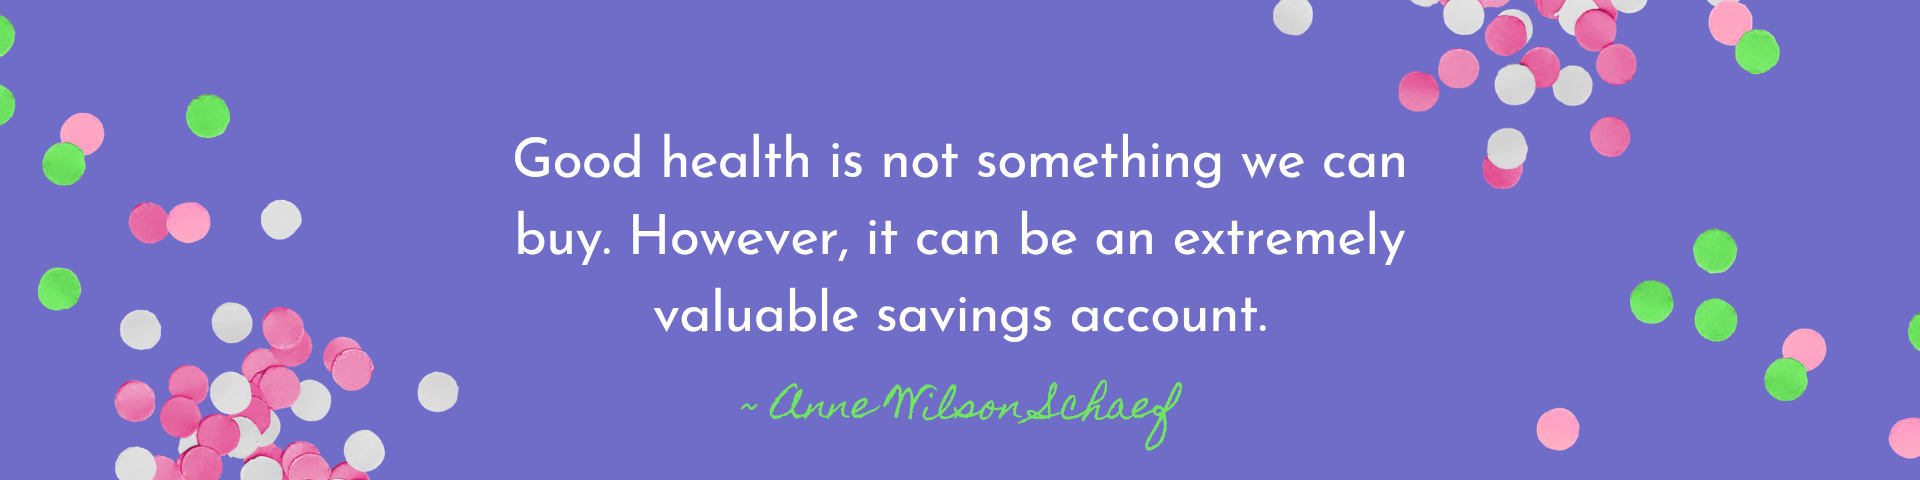 Good health is not something we can
buy. However, it can be an extremely
valuable savings account.
~ Anne Wilson Schaef